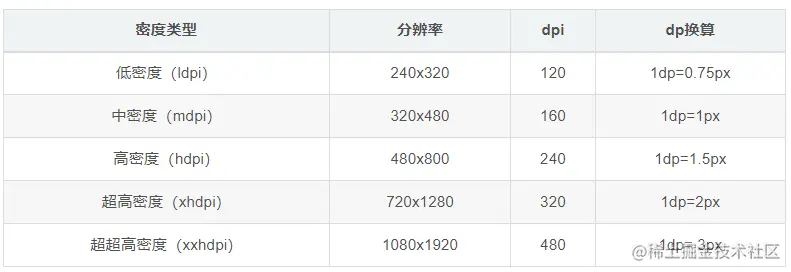 密度类型 分辨率 dpi dp换算
低密度（ldpi） 240x320 120 1dp=0.75px
中密度（mdpi） 320x480 160 1dp=1px
高密度（hdpi） 480x800 240 1dp=1.5px
超高密度（xhdpi） 720x1280 320 1dp=2px
超超高密度（xxhdpi） 1080x1920 480 1dp=3px
@稀土掘金技术社区